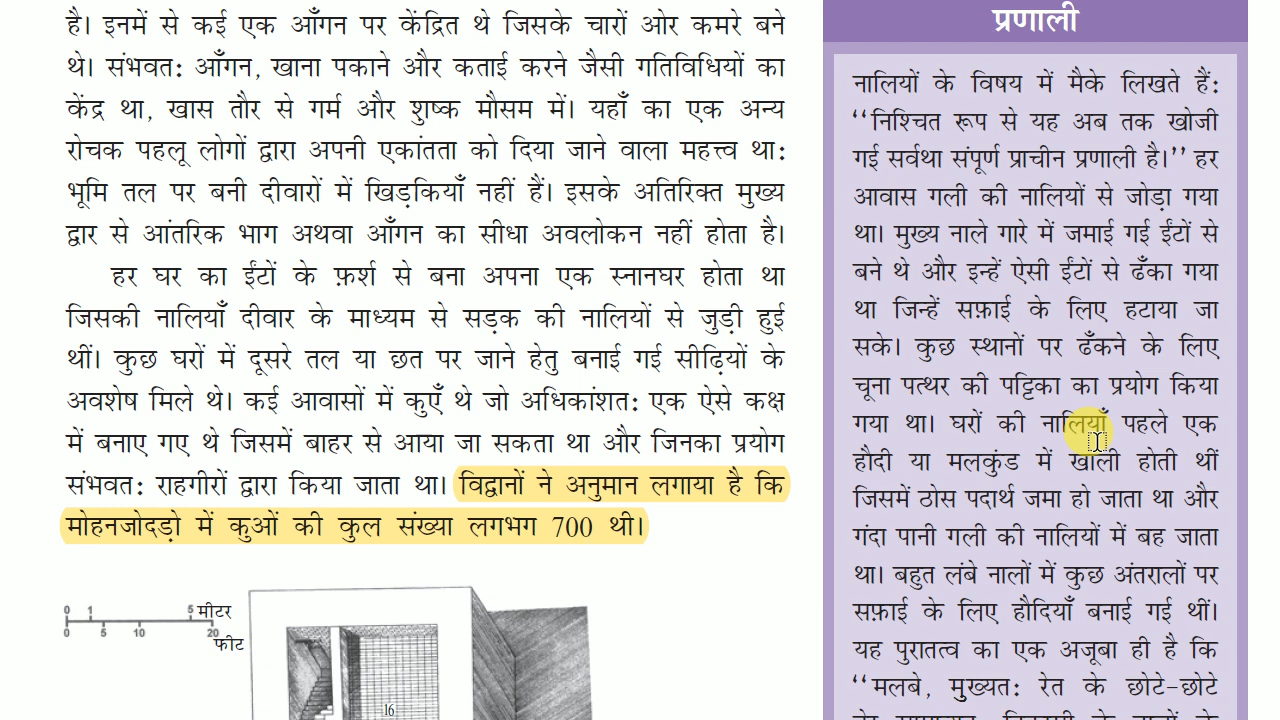 है। इनमें से कई एक आँगन पर केंद्रित थे जिसके चारों ओर कमरे बने
थे। संभवत: आँगन, खाना पकाने और कताई करने जैसी गतिविधियों का
केंद्र था, खास तौर से गर्म और शुष्क मौसम में। यहाँ का एक अन्य
रोचक पहलू लोगों द्वारा अपनी एकांतता को दिया जाने वाला महत्त्व था:
भूमि तल पर बनी दीवारों में खिड़कियाँ नहीं हैं। इसके अतिरिक्त मुख्य
द्वार से आंतरिक भाग अथवा आँगन का सीधा अवलोकन नहीं होता है।
हर घर का ईंटों के फ़र्श से बना अपना एक स्नानघर होता था
जिसकी नालियाँ दीवार के माध्यम से सड़क की नालियों से जुड़ी हुई
थीं। कुछ घरों में दूसरे तल या छत पर जाने हेतु बनाई गई सीढ़ियों के
अवशेष मिले थे। कई आवासों में कुएँ थे जो अधिकांशत: एक ऐसे कक्ष
में बनाए गए थे जिसमें बाहर से आया जा सकता था और जिनका प्रयोग
संभवत: राहगीरों द्वारा किया जाता था। विद्वानों ने अनुमान लगाया है कि
मोहनजोदड़ो में कुओं की कुल संख्या लगभग 700 थी।
0 1 5 मीटर
0 5 10 20
फीट
16
प्रणाली
नालियों के विषय में मैके लिखते हैं:
‘‘निश्चित रूप से यह अब तक खोजी
गई सर्वथा संपूर्ण प्राचीन प्रणाली है।’’ हर
आवास गली की नालियों से जोड़ा गया
था। मुख्य नाले गारे में जमाई गई ईंटों से
बने थे और इन्हें ऐसी ईंटों से ढँका गया
था जिन्हें सफ़ाई के लिए हटाया जा
सके। कुछ स्थानों पर ढँकने के लिए
चूना पत्थर की पट्टिका का प्रयोग किया
गया था। घरों की नालियाँ पहले एक
हौदी या मलकुंड में खाली होती थीं
जिसमें ठोस पदार्थ जमा हो जाता था और
गंदा पानी गली की नालियों में बह जाता
था। बहुत लंबे नालों में कुछ अंतरालों पर
सफ़ाई के लिए हौदियाँ बनाई गई थीं।
यह पुरातत्व का एक अजूबा ही है कि
‘‘मलबे, मुख्यत: रेत के छोटे-छोटे